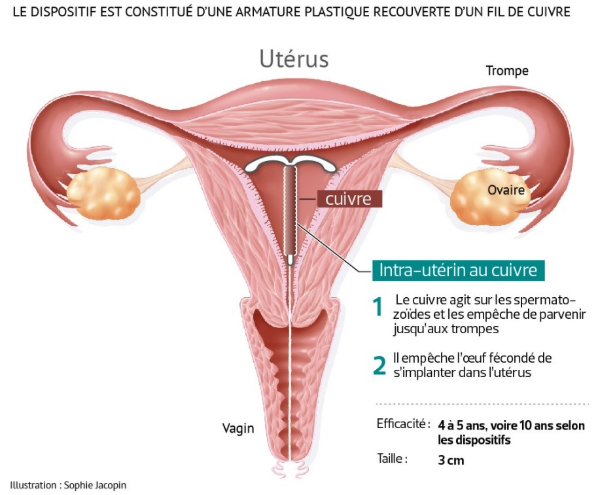 LE DISPOSITIF EST CONSTITUÉ D'UNE ARMATURE PLASTIQUE RECOUVERTE D'UN FIL DE CUIVRE
Utérus
Trompe
Ovaire
cuivre
Intra-utérin au cuivre
1 Le cuivre agit sur les spermato-
zoïdes et les empêche de parvenir
jusqu'aux trompes
2 Il empêche l'œuf fécondé de
s'implanter dans l'utérus
Vagin
Efficacité : 4 à 5 ans, voire 10 ans selon
les dispositifs
Taille : 3 cm
Illustration : Sophie Jacopin